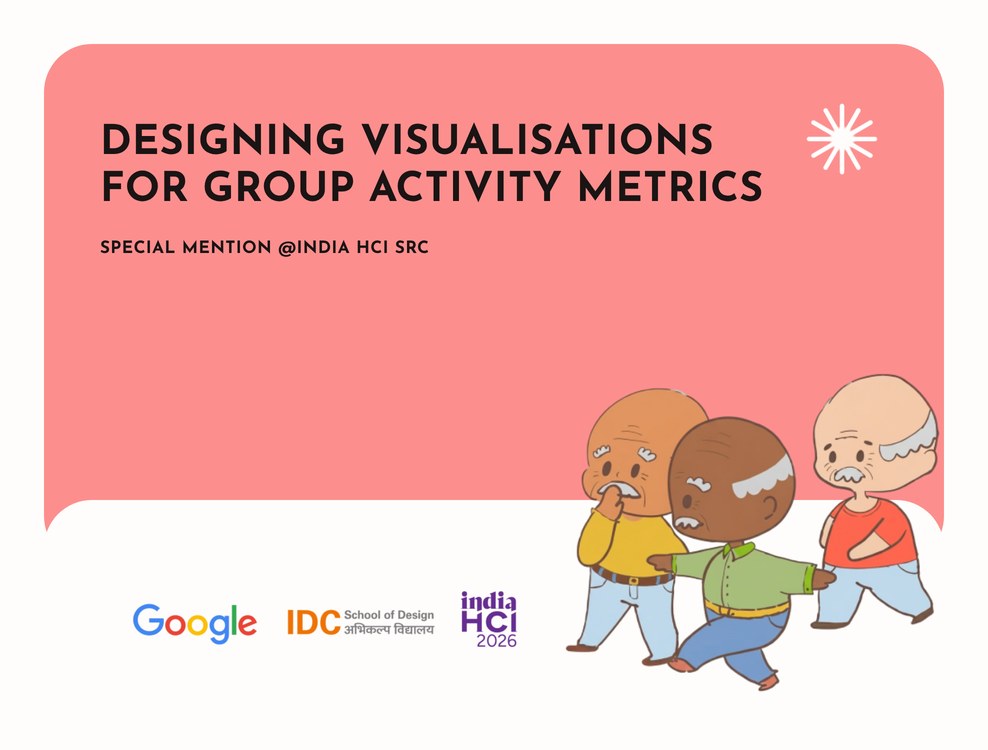 DESIGNING VISUALISATIONS
FOR GROUP ACTIVITY METRICS
SPECIAL MENTION @INDIA HCI SRC
Google
IDC School of Design
अभिकल्प विद्यालय
india
HCI
2026